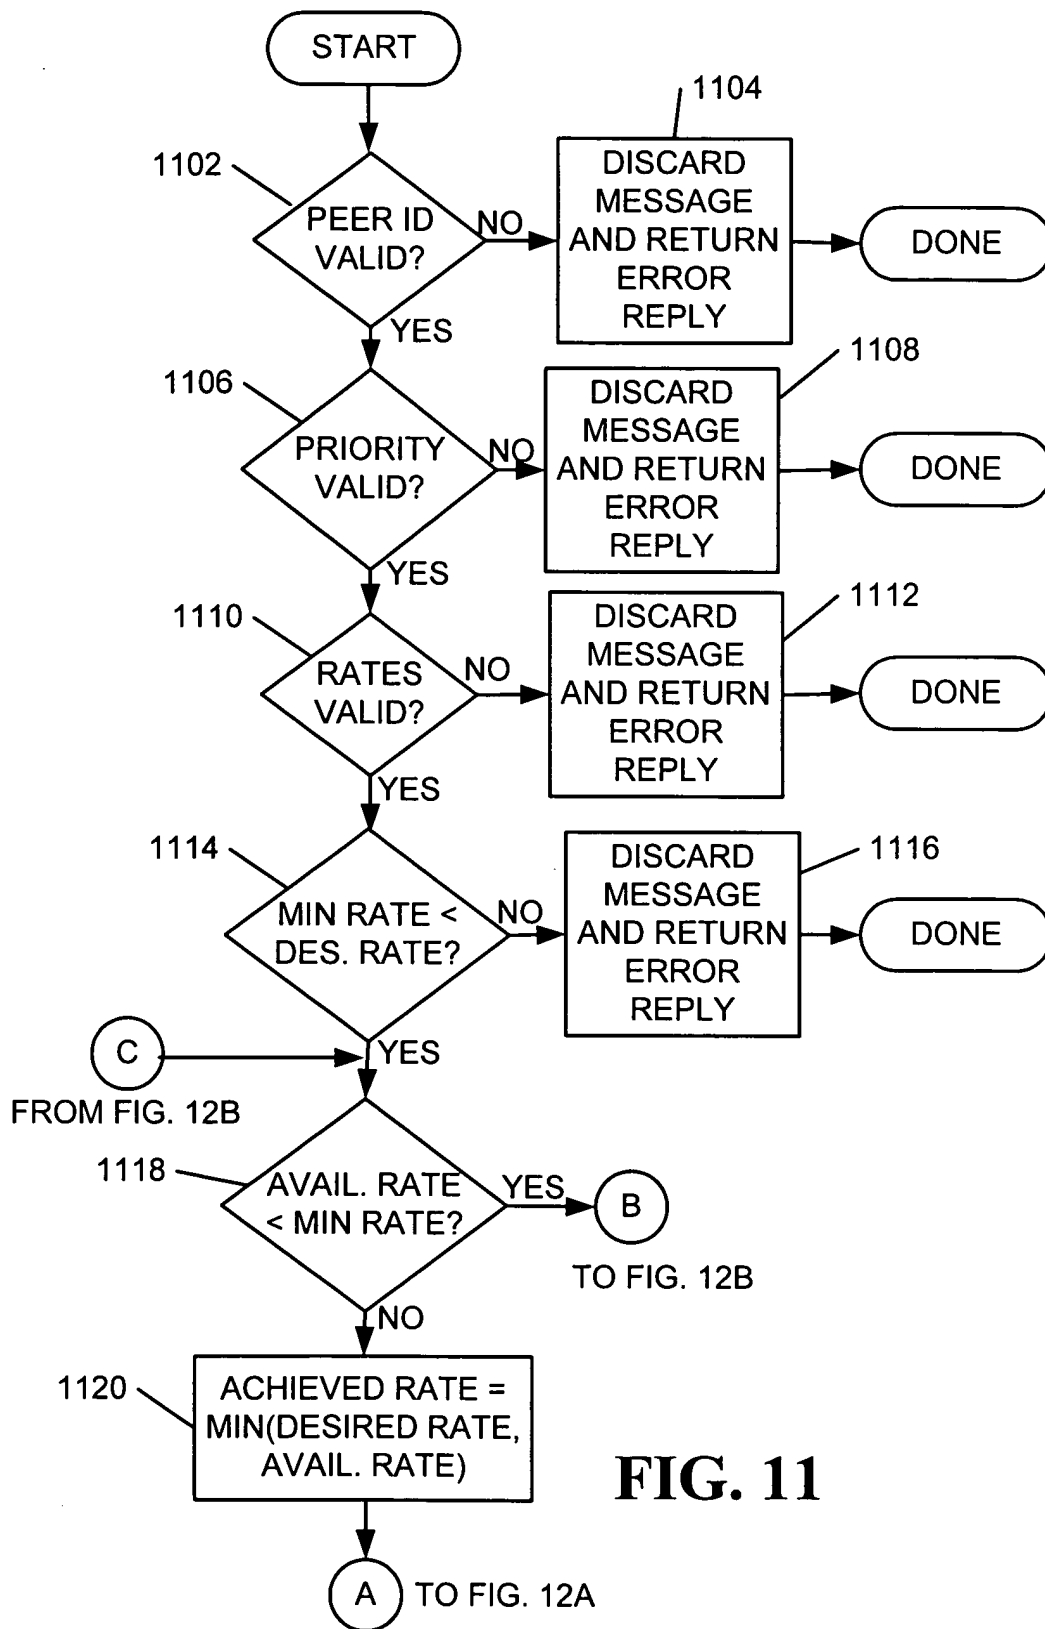 START
1104
1102
PEER ID
VALID?
NO
DISCARD
MESSAGE
AND RETURN
ERROR
REPLY
DONE
YES
1108
1106
PRIORITY
VALID?
NO
DISCARD
MESSAGE
AND RETURN
ERROR
REPLY
DONE
YES
1112
1110
RATES
VALID?
NO
DISCARD
MESSAGE
AND RETURN
ERROR
REPLY
DONE
YES
1116
1114
MIN RATE <
DES. RATE?
NO
DISCARD
MESSAGE
AND RETURN
ERROR
REPLY
DONE
YES
C
FROM FIG. 12B
1118
AVAIL. RATE
< MIN RATE?
YES
B
TO FIG. 12B
NO
1120
ACHIEVED RATE =
MIN(DESIRED RATE,
AVAIL. RATE)
FIG. 11
A
TO FIG. 12A